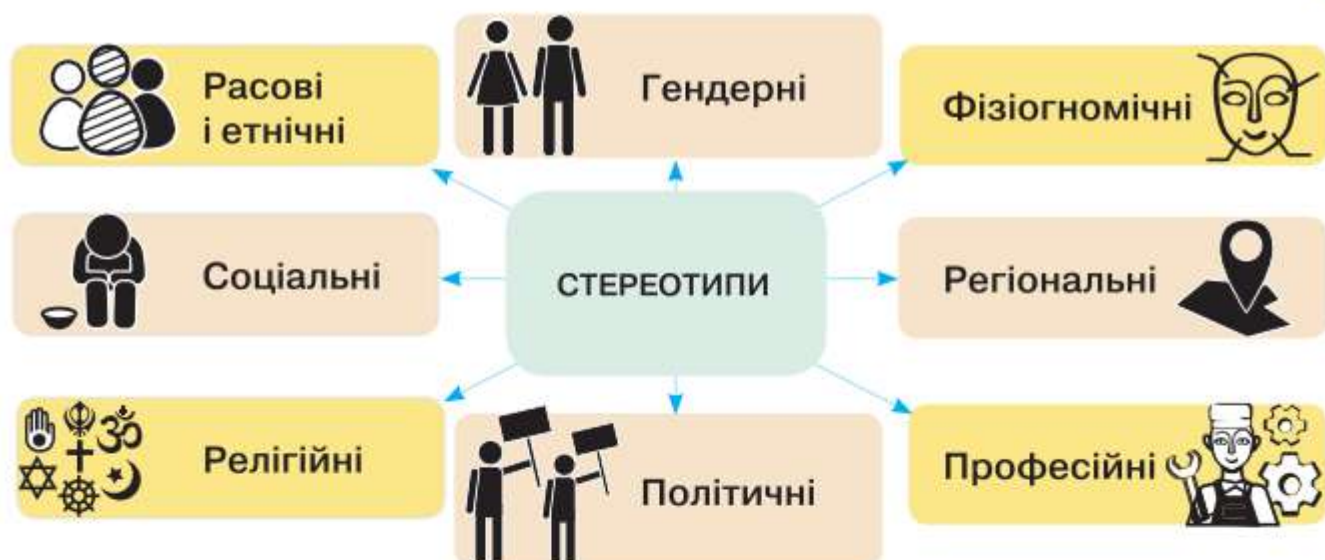 Расові
і етнічні
Гендерні
Фізіогномічні
Соціальні
СТЕРЕОТИПИ
Регіональні
Релігійні
Політичні
Професійні